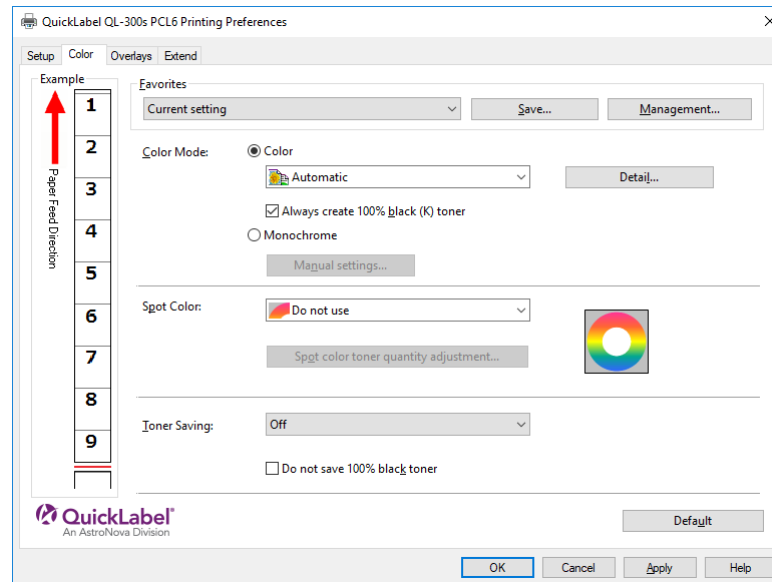 QuickLabel QL-300s PCL6 Printing Preferences
Setup Color Overlays Extend
Example
1
2
3
4
5
6
7
8
9
Paper Feed Direction
Favorites
Current setting Save... Management...
Color Mode: Color
Automatic Detail...
Always create 100% black (K) toner
Monochrome
Manual settings...
Spot Color: Do not use
Spot color toner quantity adjustment...
Toner Saving: Off
Do not save 100% black toner
QuickLabel®
An AstroNova Division
Default
OK Cancel Apply Help